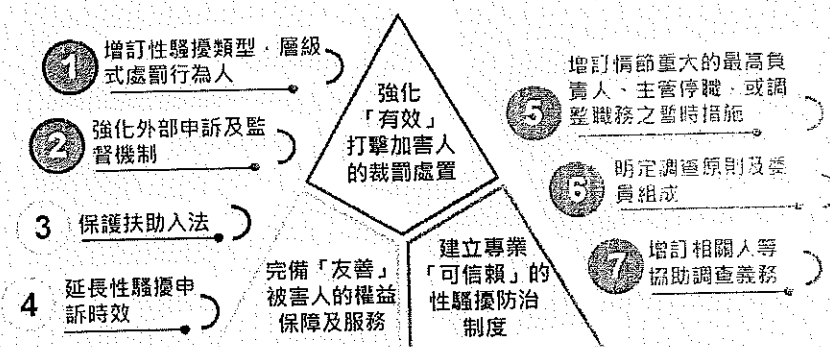 1
增訂性騷擾類型，層級
式處罰行為人
2
強化外部申訴及監
督機制
3
保護扶助入法
4
延長性騷擾申
訴時效
強化
「有效」
打擊加害人
的裁罰處置
完備「友善」
被害人的權益
保障及服務
建立專業
「可信賴」的
性騷擾防治
制度
5
增訂情節重大的最高負
責人、主管停職，或調
整職務之暫時措施
6
明定調查原則及委
員組成
7
增訂相關人等
協助調查義務